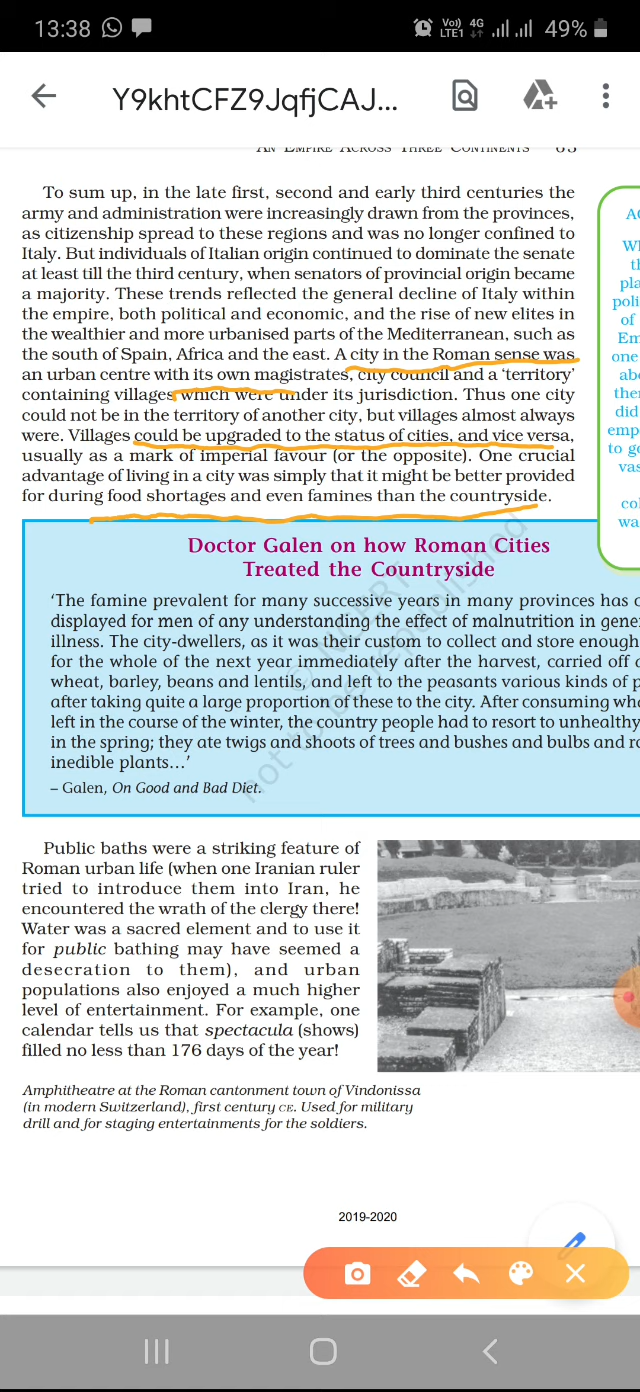 13:38
Vo)) 4G
LTE1
49%
Y9khtCFZ9JqfjCAJ...
AN EMPIRE ACROSS THREE CONTINENTS 63
To sum up, in the late first, second and early third centuries the
army and administration were increasingly drawn from the provinces,
as citizenship spread to these regions and was no longer confined to
Italy. But individuals of Italian origin continued to dominate the senate
at least till the third century, when senators of provincial origin became
a majority. These trends reflected the general decline of Italy within
the empire, both political and economic, and the rise of new elites in
the wealthier and more urbanised parts of the Mediterranean, such as
the south of Spain, Africa and the east. A city in the Roman sense was
an urban centre with its own magistrates, city council and a ‘territory’
containing villages which were under its jurisdiction. Thus one city
could not be in the territory of another city, but villages almost always
were. Villages could be upgraded to the status of cities, and vice versa,
usually as a mark of imperial favour (or the opposite). One crucial
advantage of living in a city was simply that it might be better provided
for during food shortages and even famines than the countryside.
Doctor Galen on how Roman Cities
Treated the Countryside
‘The famine prevalent for many successive years in many provinces has
displayed for men of any understanding the effect of malnutrition in
illness. The city-dwellers, as it was their custom to collect and store enough
for the whole of the next year immediately after the harvest, carried off
wheat, barley, beans and lentils, and left to the peasants various kinds of
after taking quite a large proportion of these to the city. After consuming
left in the course of the winter, the country people had to resort to unhealthy
in the spring; they ate twigs and shoots of trees and bushes and bulbs and
inedible plants…’
– Galen, On Good and Bad Diet.
© NCERT
not to be republished
Public baths were a striking feature of
Roman urban life (when one Iranian ruler
tried to introduce them into Iran, he
encountered the wrath of the clergy there!
Water was a sacred element and to use it
for public bathing may have seemed a
desecration to them), and urban
populations also enjoyed a much higher
level of entertainment. For example, one
calendar tells us that spectacula (shows)
filled no less than 176 days of the year!
Amphitheatre at the Roman cantonment town of Vindonissa
(in modern Switzerland), first century CE. Used for military
drill and for staging entertainments for the soldiers.
2019-2020